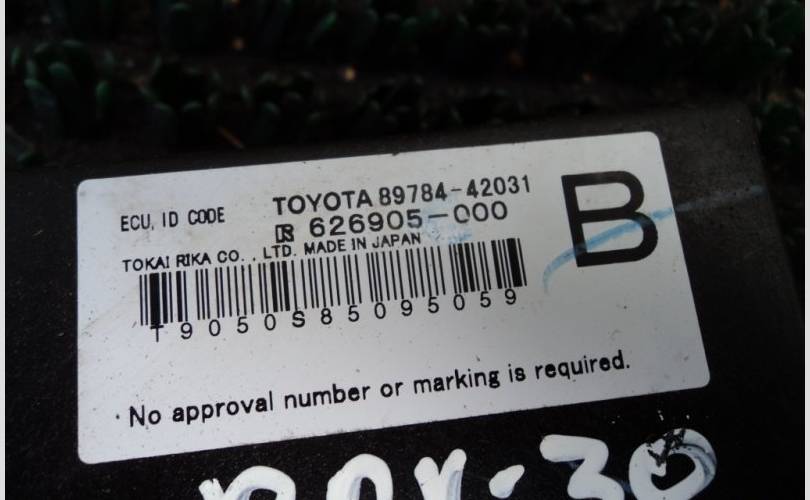 ECU, ID CODE
TOYOTA 89784-42031
626905-000
B
TOKAI RIKA CO., LTD. MADE IN JAPAN
T9050S85095059
No approval number or marking is required.